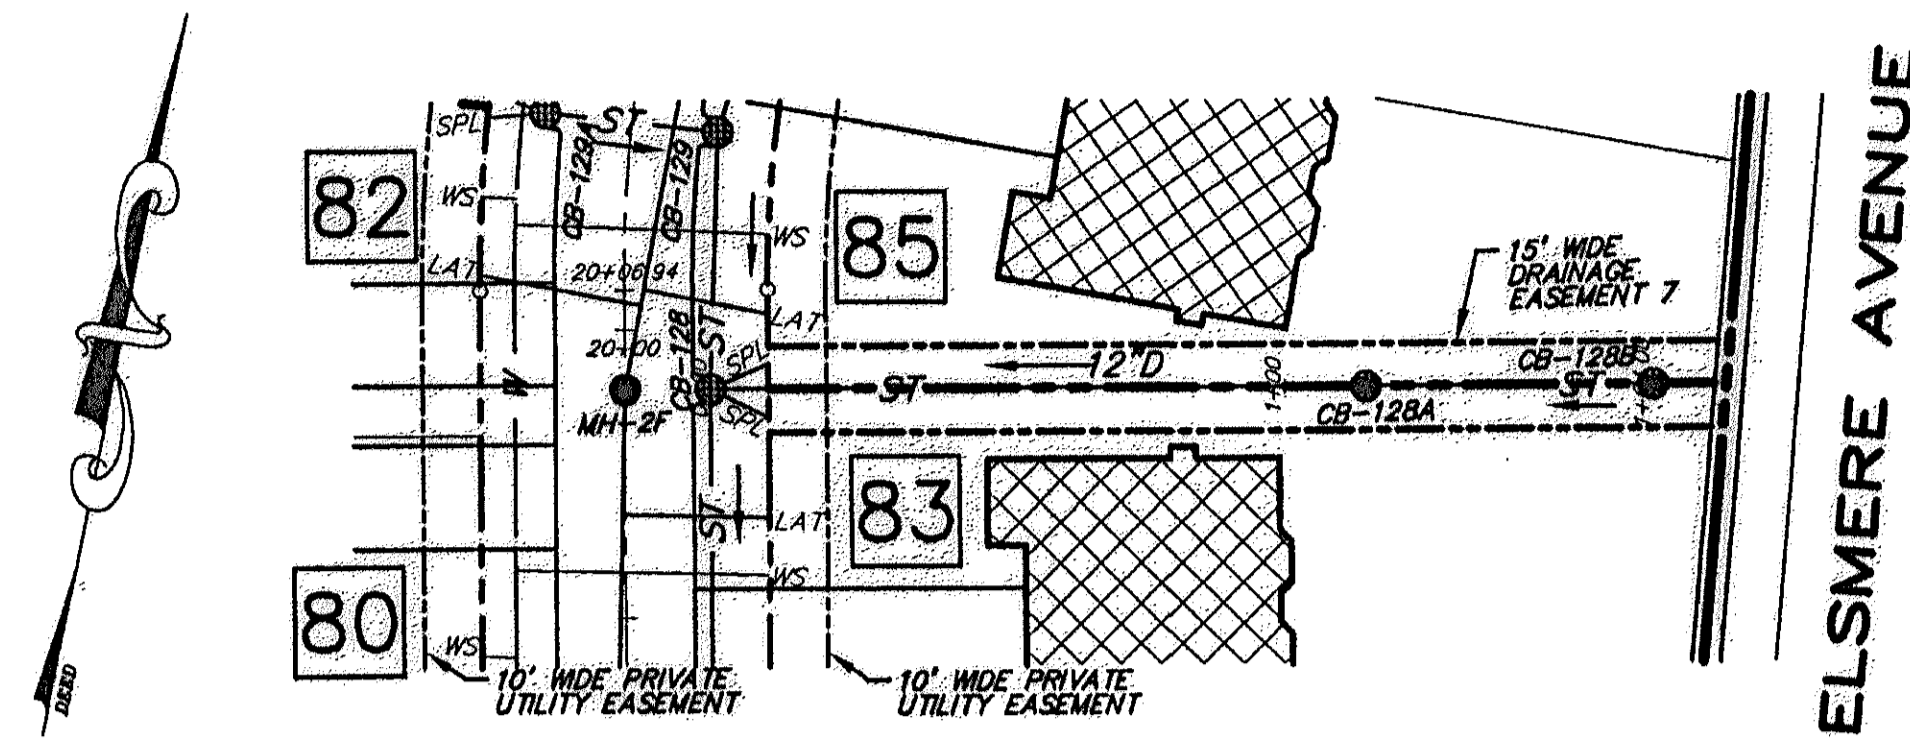 SPL
ST
CB-129A
CB-129
82
WS
85
WS
LAT
20+06.94
15' WIDE
DRAINAGE
EASEMENT 7
ELSMERE AVENUE
LAT
CB-128
ST
20+00
SPL
12"D
1+00
CB-128B
W
ST
ST
MH-2F
SPL
CB-128A
83
ST
LAT
80
WS
WS
10' WIDE PRIVATE
UTILITY EASEMENT
10' WIDE PRIVATE
UTILITY EASEMENT
DEED